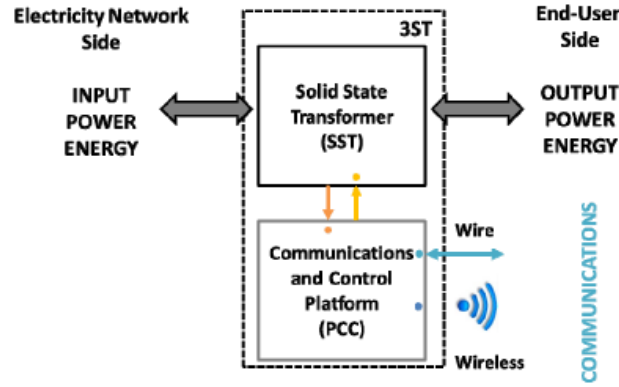 Electricity Network
Side
3ST
End-User
Side
INPUT
POWER
ENERGY
Solid State
Transformer
(SST)
OUTPUT
POWER
ENERGY
Communications
and Control
Platform
(PCC)
Wire
Wireless
COMMUNICATIONS